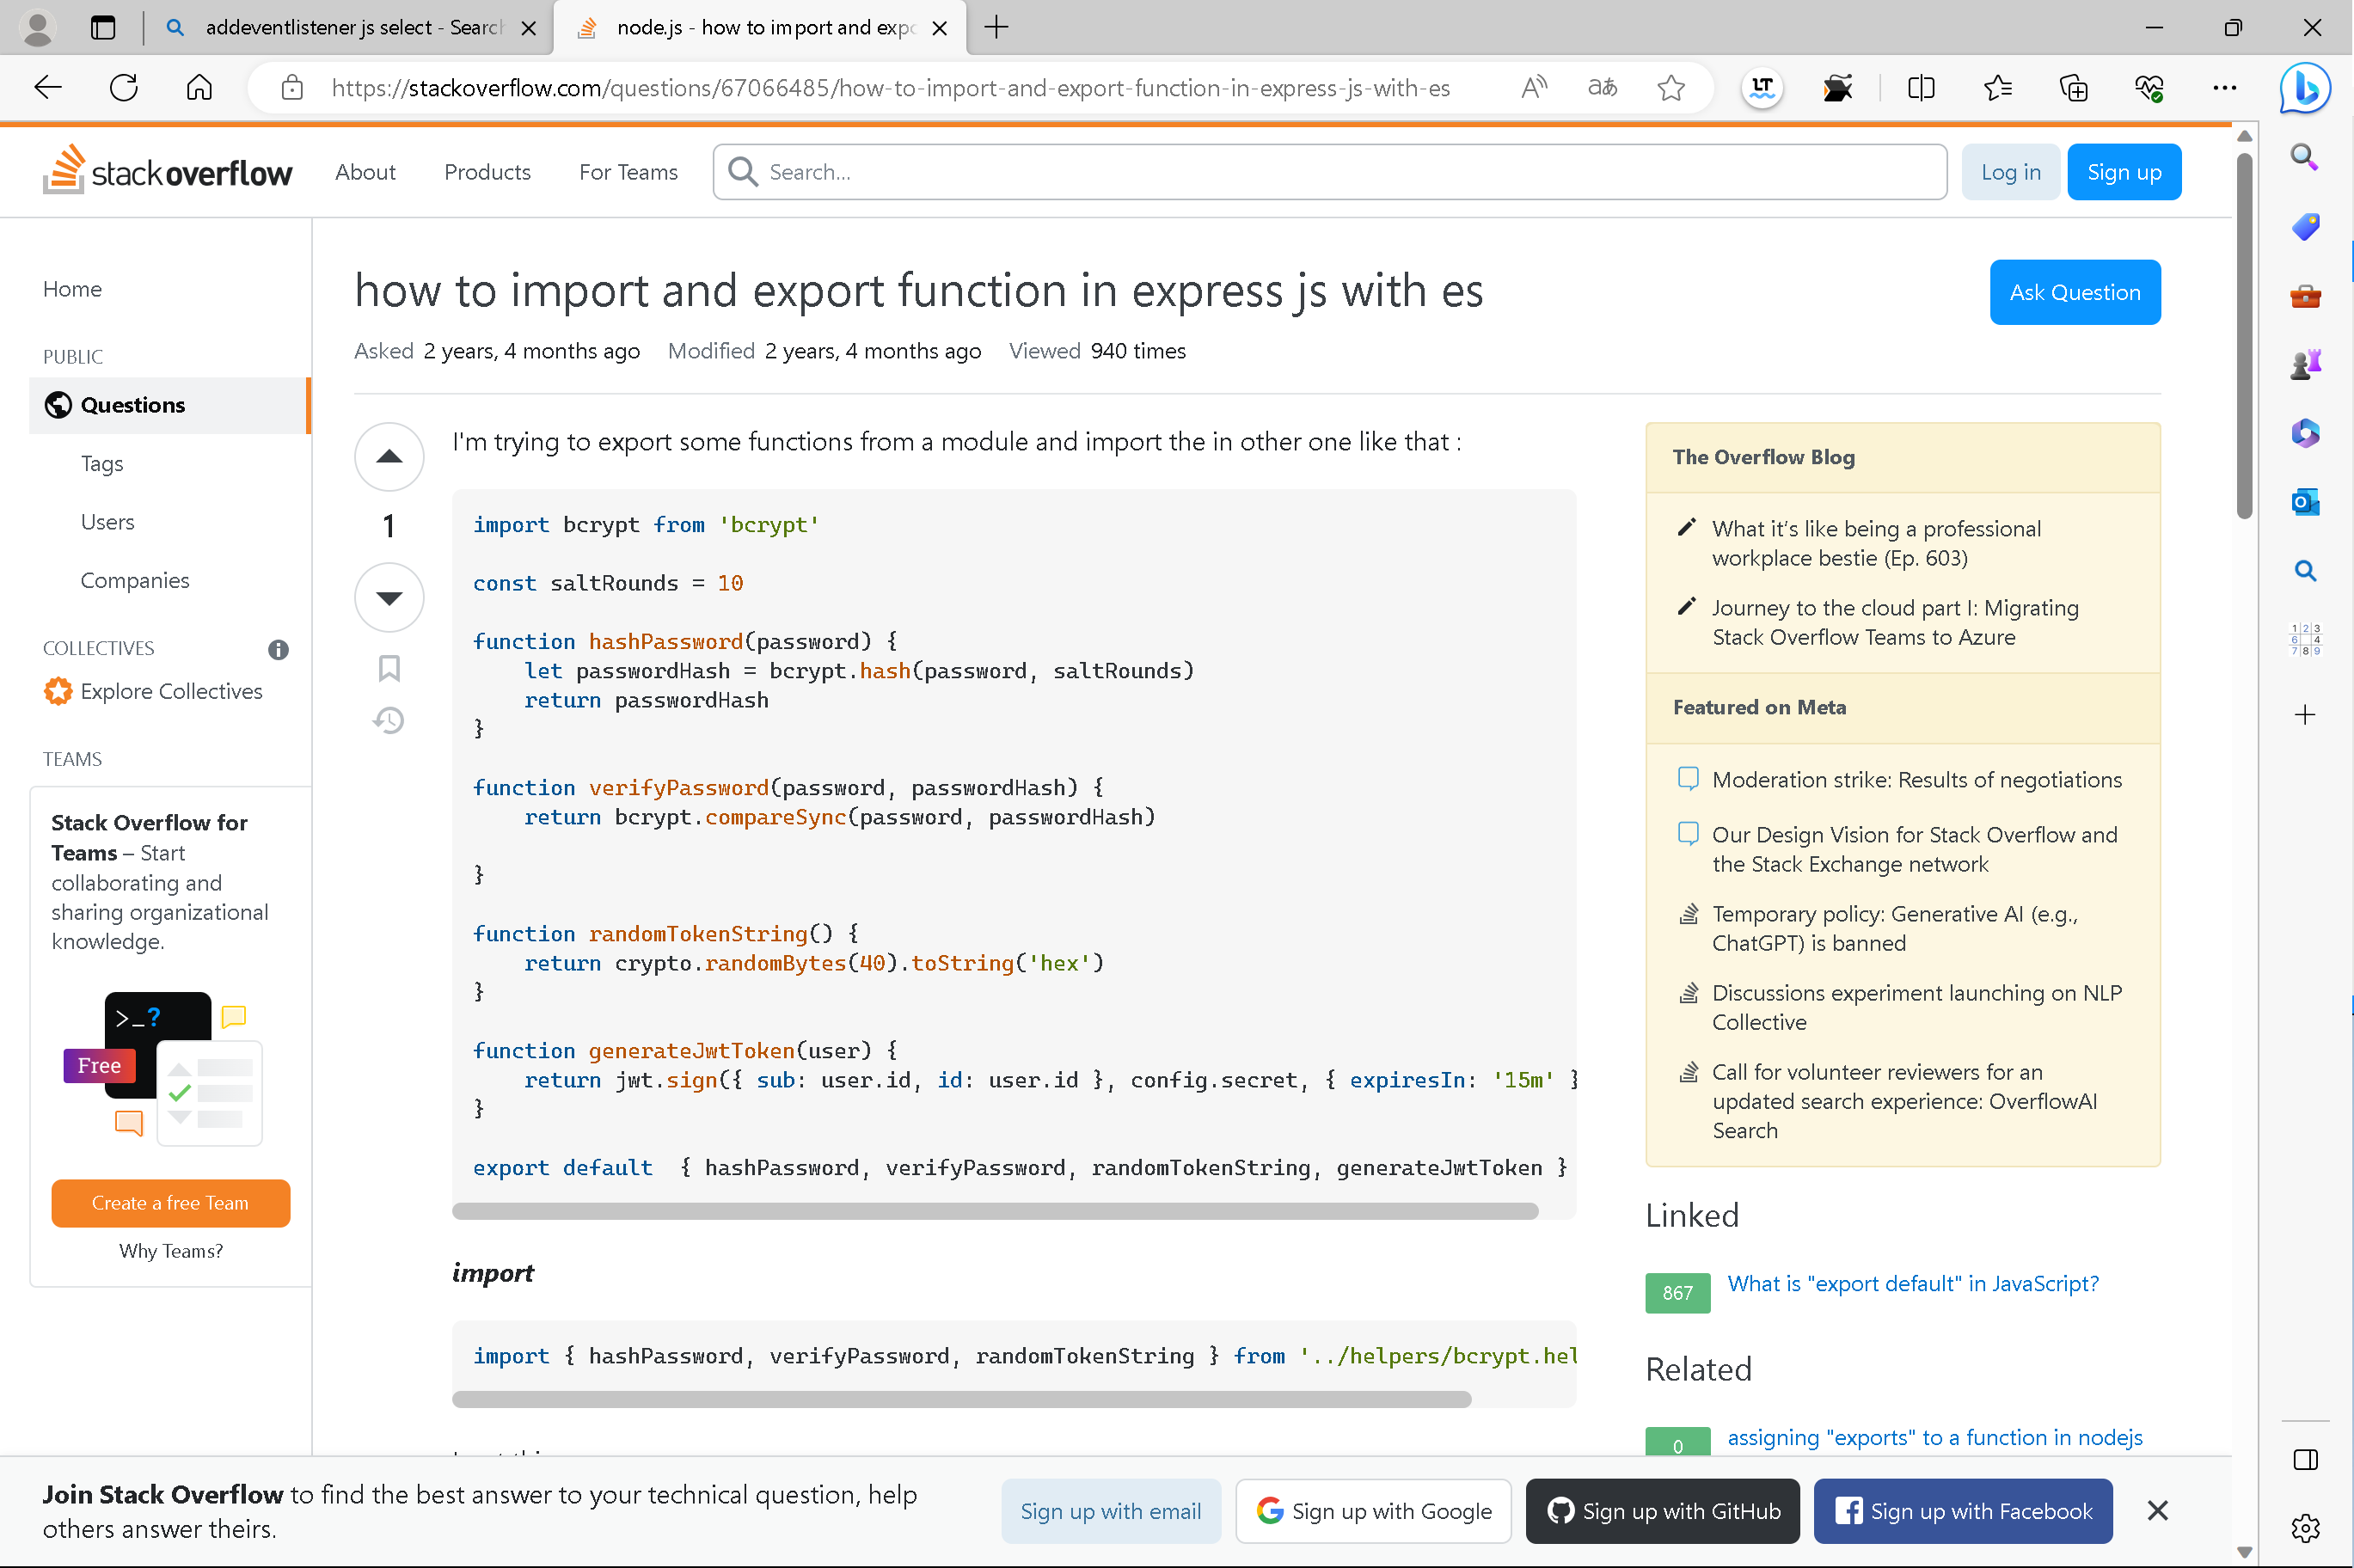 addeventlistener js select - Search
node.js - how to import and expo
https://stackoverflow.com/questions/67066485/how-to-import-and-export-function-in-express-js-with-es
stackoverflow
About
Products
For Teams
Search...
Log in
Sign up
Home
PUBLIC
Questions
Tags
Users
Companies
COLLECTIVES
Explore Collectives
TEAMS
Stack Overflow for
Teams – Start
collaborating and
sharing organizational
knowledge.
>_?
Free
Create a free Team
Why Teams?
how to import and export function in express js with es
Ask Question
Asked 2 years, 4 months ago Modified 2 years, 4 months ago Viewed 940 times
1
I'm trying to export some functions from a module and import the in other one like that :
import bcrypt from 'bcrypt'
const saltRounds = 10
function hashPassword(password) {
    let passwordHash = bcrypt.hash(password, saltRounds)
    return passwordHash
}
function verifyPassword(password, passwordHash) {
    return bcrypt.compareSync(password, passwordHash)
}
function randomTokenString() {
    return crypto.randomBytes(40).toString('hex')
}
function generateJwtToken(user) {
    return jwt.sign({ sub: user.id, id: user.id }, config.secret, { expiresIn: '15m' }
}
export default  { hashPassword, verifyPassword, randomTokenString, generateJwtToken }
import
import { hashPassword, verifyPassword, randomTokenString } from '../helpers/bcrypt.hel
The Overflow Blog
What it's like being a professional
workplace bestie (Ep. 603)
Journey to the cloud part I: Migrating
Stack Overflow Teams to Azure
Featured on Meta
Moderation strike: Results of negotiations
Our Design Vision for Stack Overflow and
the Stack Exchange network
Temporary policy: Generative AI (e.g.,
ChatGPT) is banned
Discussions experiment launching on NLP
Collective
Call for volunteer reviewers for an
updated search experience: OverflowAI
Search
Linked
867 What is "export default" in JavaScript?
Related
0 assigning "exports" to a function in nodejs
Join Stack Overflow to find the best answer to your technical question, help
others answer theirs.
Sign up with email
Sign up with Google
Sign up with GitHub
Sign up with Facebook